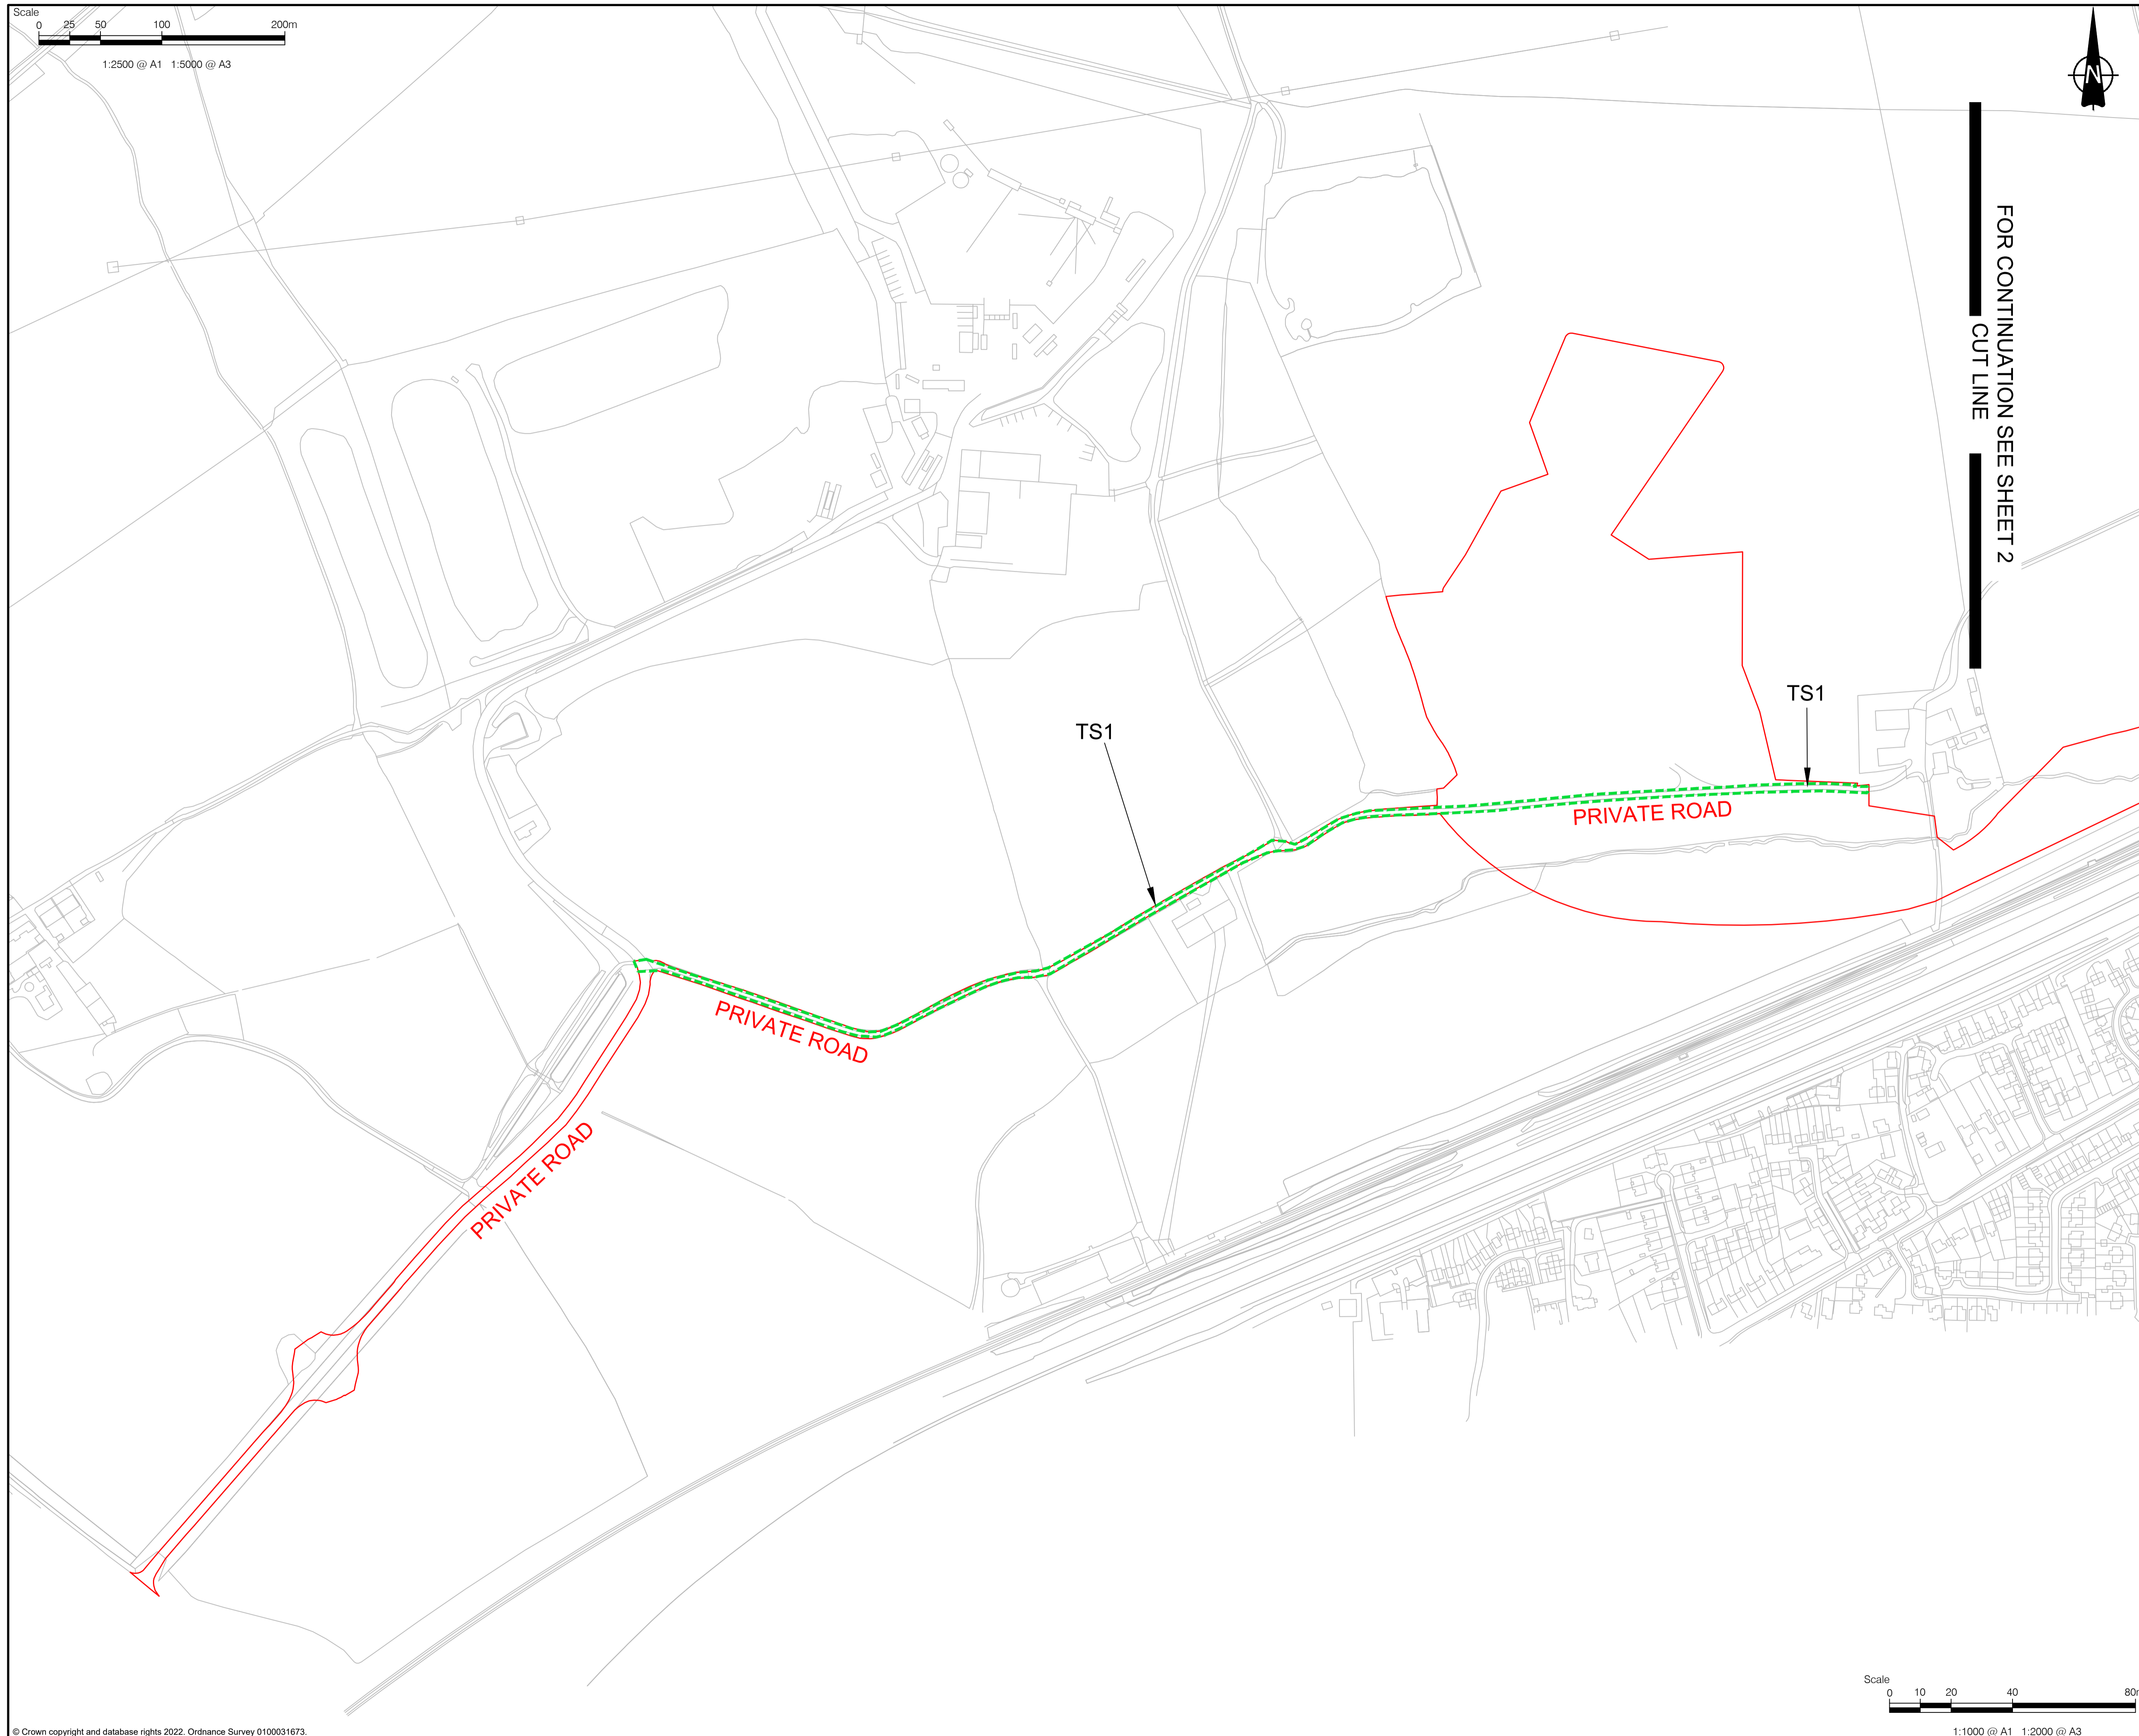 Scale
0 25 50 100 200m
1:2500 @ A1 1:5000 @ A3
N
FOR CONTINUATION SEE SHEET 2
CUT LINE
TS1
TS1
PRIVATE ROAD
PRIVATE ROAD
PRIVATE ROAD
Scale
0 10 20 40 80m
1:1000 @ A1 1:2000 @ A3
© Crown copyright and database rights 2022. Ordnance Survey 0100031673.